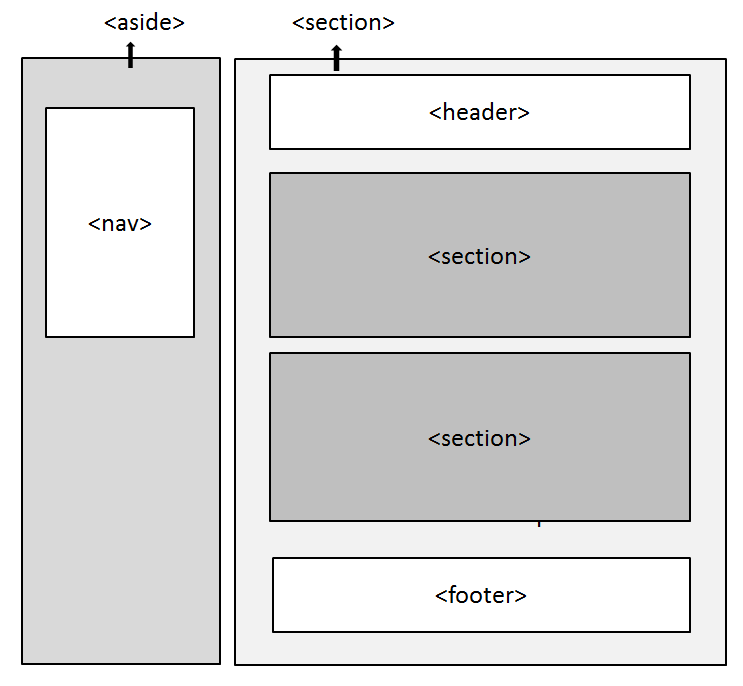 <aside>
<section>
<nav>
<header>
<section>
<section>
<footer>